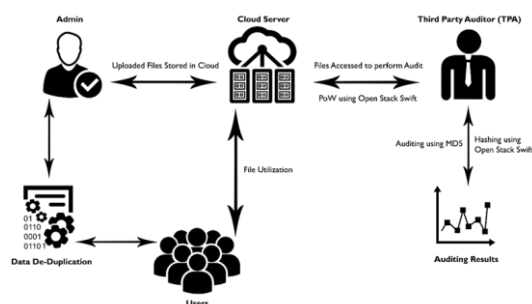 Admin
Cloud Server
Third Party Auditor (TPA)
Uploaded Files Stored in Cloud
Files Accessed to perform Audit
PoW using Open Stack Swift
Auditing using MD5
Hashing using
Open Stack Swift
File Utilization
01
0110
0001
01101
Data De-Duplication
Users
Auditing Results